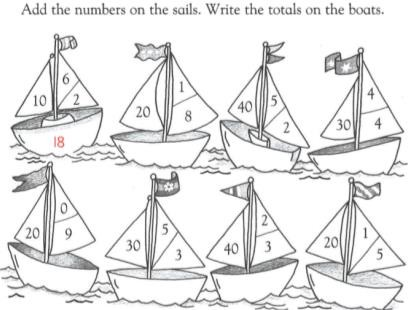 Add the numbers on the sails. Write the totals on the boats.
10 6 2
18
20 1 8
40 5 2
30 4 4
20 0 9
30 5 3
40 2 3
20 1 5